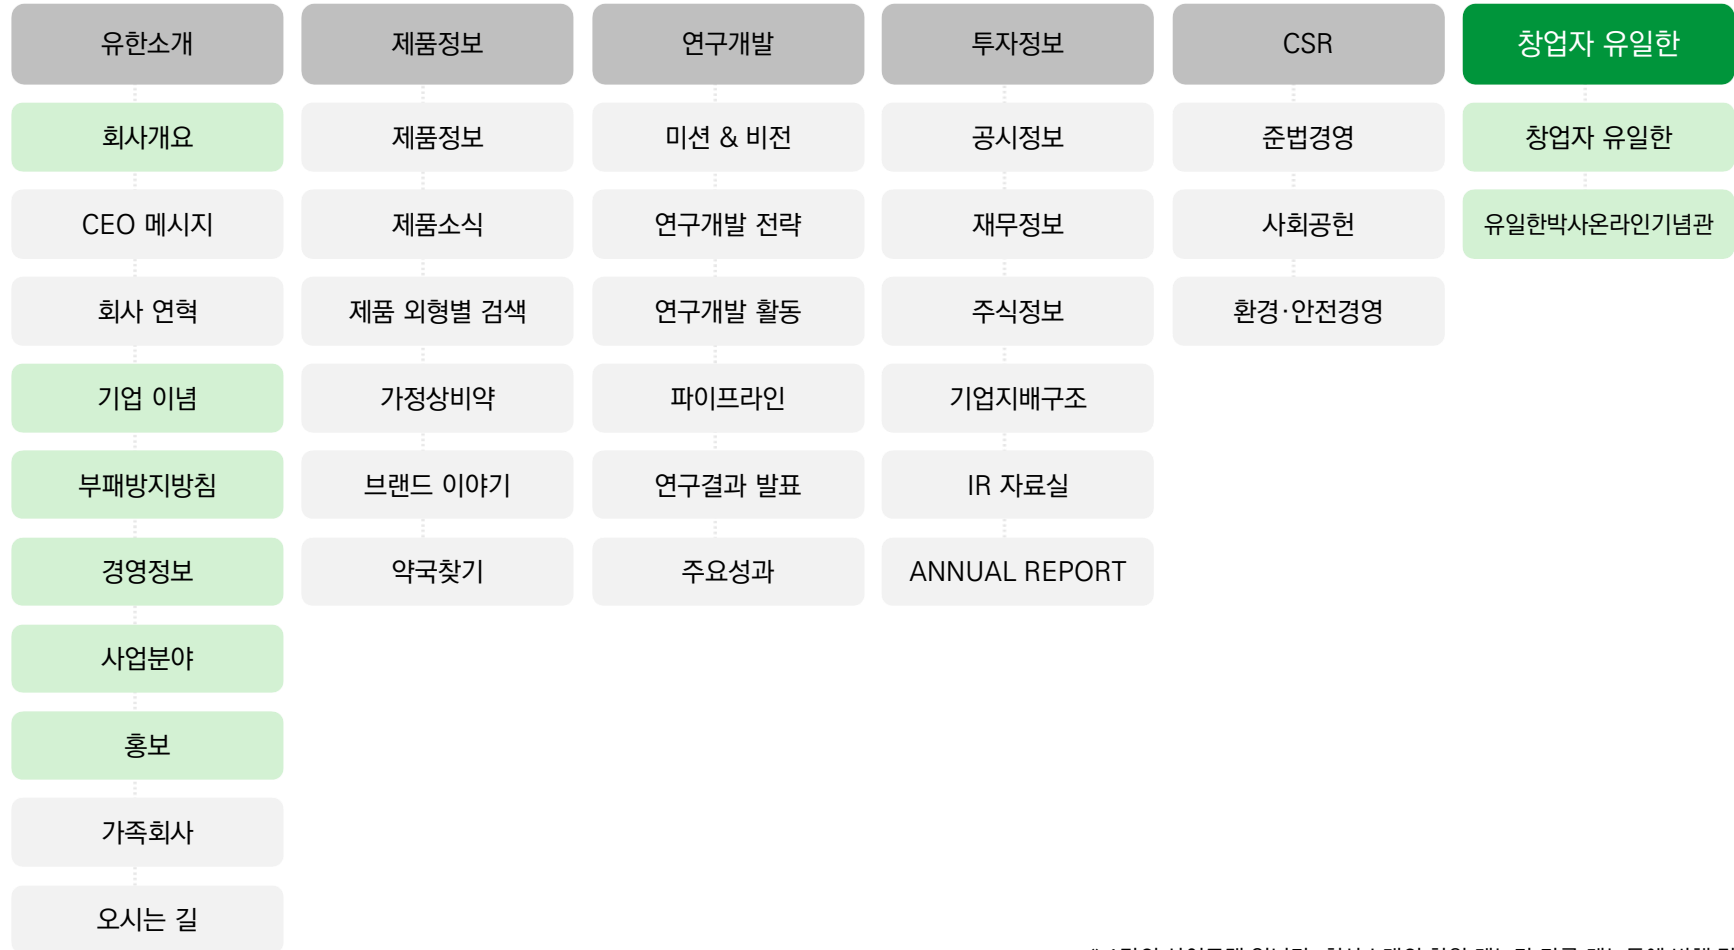 유한소개
제품정보
연구개발
투자정보
CSR
창업자 유일한
회사개요
제품정보
미션 & 비전
공시정보
준법경영
창업자 유일한
CEO 메시지
제품소식
연구개발 전략
재무정보
사회공헌
유일한박사온라인기념관
회사 연혁
제품 외형별 검색
연구개발 활동
주식정보
환경·안전경영
기업 이념
가정상비약
파이프라인
기업지배구조
부패방지방침
브랜드 이야기
연구결과 발표
IR 자료실
경영정보
약국찾기
주요성과
ANNUAL REPORT
사업분야
홍보
가족회사
오시는 길